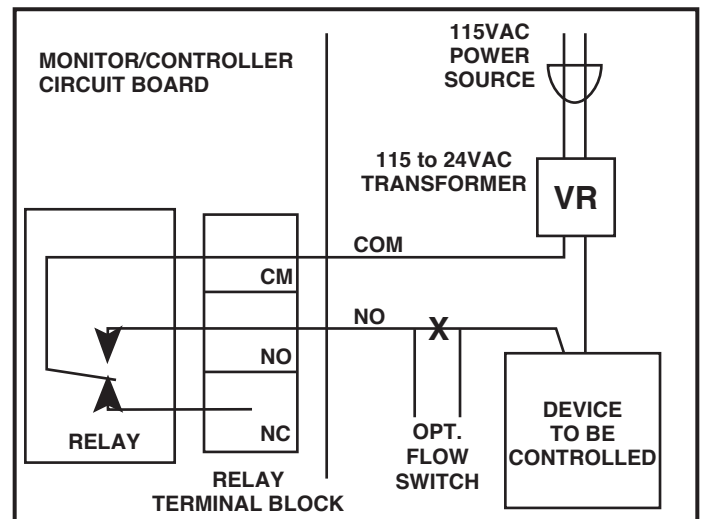 MONITOR/CONTROLLER
CIRCUIT BOARD
115VAC
POWER
SOURCE
115 to 24VAC
TRANSFORMER
VR
COM
CM
NO
X
NO
NC
RELAY
RELAY
TERMINAL BLOCK
OPT.
FLOW
SWITCH
DEVICE
TO BE
CONTROLLED